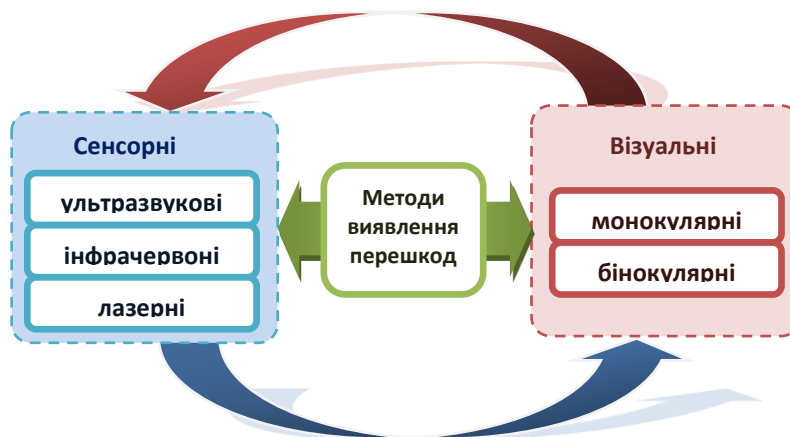 Сенсорні
ультразвукові
інфрачервоні
лазерні
Методи
виявлення
перешкод
Візуальні
монокулярні
бінокулярні